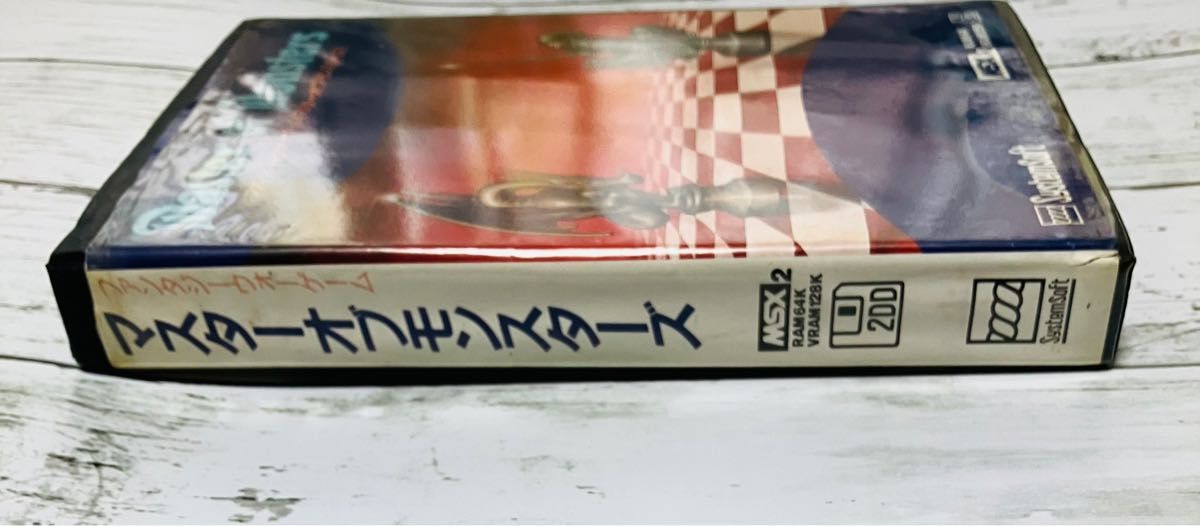 ファンタジーウォーゲーム
マスターオブモンスターズ
MSX2
RAM64K
VRAM128K
2DD
SystemSoft
SystemSoft